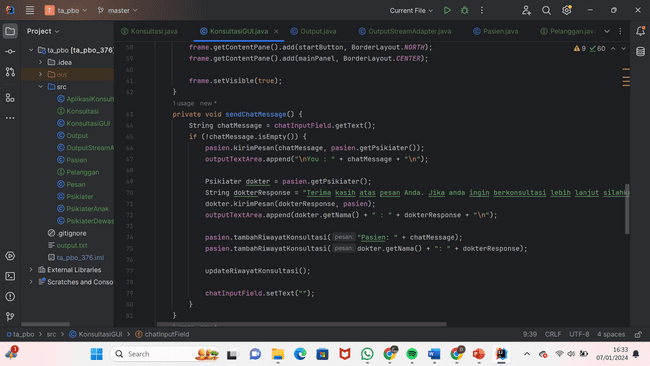 ta_pbo
master
Current File
Project
Konsultasi.java
KonsultasiGUI.java
Output.java
OutputStreamAdapter.java
Pasien.java
Pelanggan.java
ta_pbo [ta_pbo_376]
.idea
out
src
AplikasiKonsult
Konsultasi
KonsultasiGUI
Output
OutputStreamA
Pasien
Pelanggan
Pesan
Psikiater
PsikiaterAnak
PsikiaterDewas
.gitignore
output.txt
ta_pbo_376.iml
External Libraries
Scratches and Conso
9 60
58 frame.getContentPane().add(startButton, BorderLayout.NORTH);
59 frame.getContentPane().add(mainPanel, BorderLayout.CENTER);
60
61 frame.setVisible(true);
62 }
1 usage new *
63 private void sendChatMessage() {
64 String chatMessage = chatInputField.getText();
65 if (!chatMessage.isEmpty()) {
66 pasien.kirimPesan(chatMessage, pasien.getPsikiater());
67 outputTextArea.append("\nYou : " + chatMessage + "\n");
68
69 Psikiater dokter = pasien.getPsikiater();
70 String dokterResponse = "Terima kasih atas pesan Anda. Jika anda ingin berkonsultasi lebih lanjut silahk
71 dokter.kirimPesan(dokterResponse, pasien);
72 outputTextArea.append(dokter.getNama() + " : " + dokterResponse + "\n");
73
74 pasien.tambahRiwayatKonsultasi( pesan: "Pasien: " + chatMessage);
75 pasien.tambahRiwayatKonsultasi( pesan: dokter.getNama() + ": " + dokterResponse);
76
77 updateRiwayatKonsultasi();
78
79 chatInputField.setText("");
80 }
81 }
ta_pbo > src > KonsultasiGUI > chatInputField
9:39 CRLF UTF-8 4 spaces
1
Search
16:33
07/01/2024